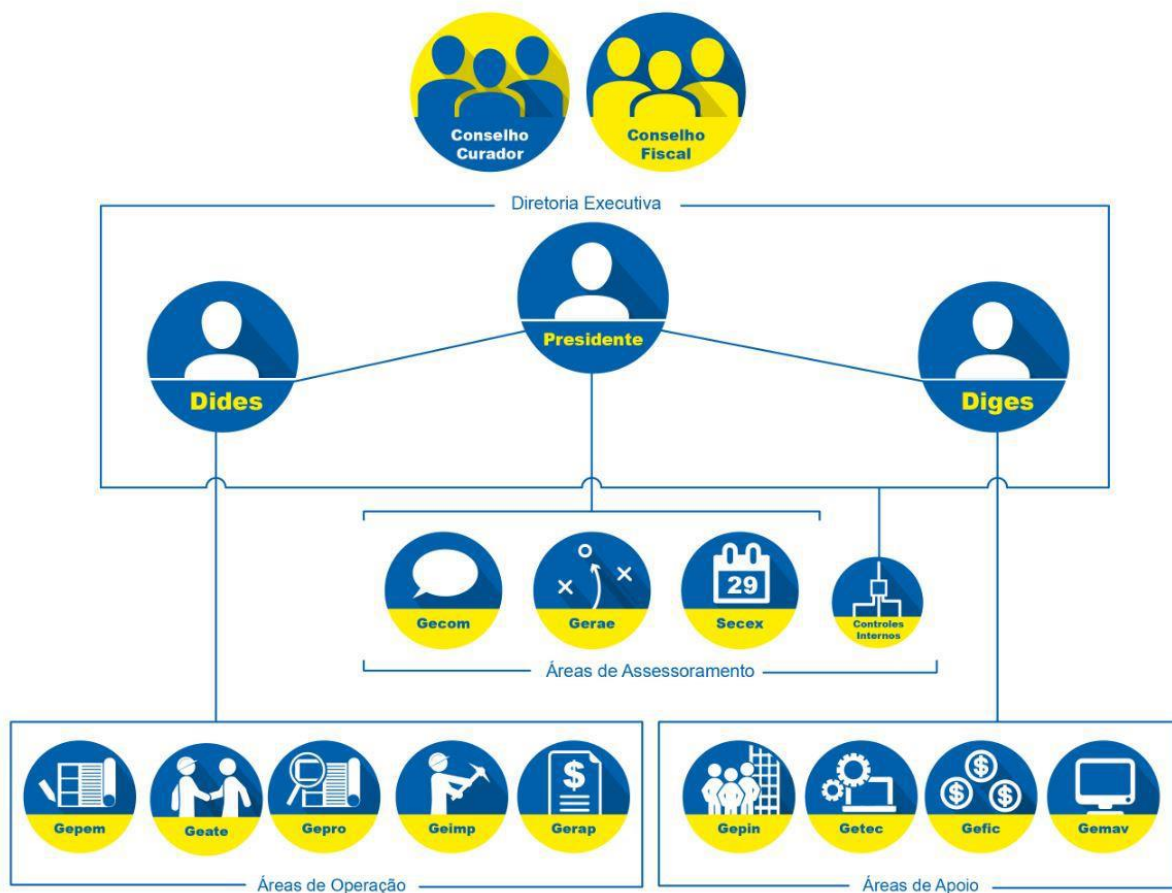 Conselho
Curador
Conselho
Fiscal
Diretoria Executiva
Presidente
Dides
Diges
29
Gecom
Gerae
Secex
Controles
Internos
Áreas de Assessoramento
$
$
$
$
Gepem
Geate
Gepro
Geimp
Gerap
Gepin
Getec
Gefic
Gemav
Áreas de Operação
Áreas de Apoio